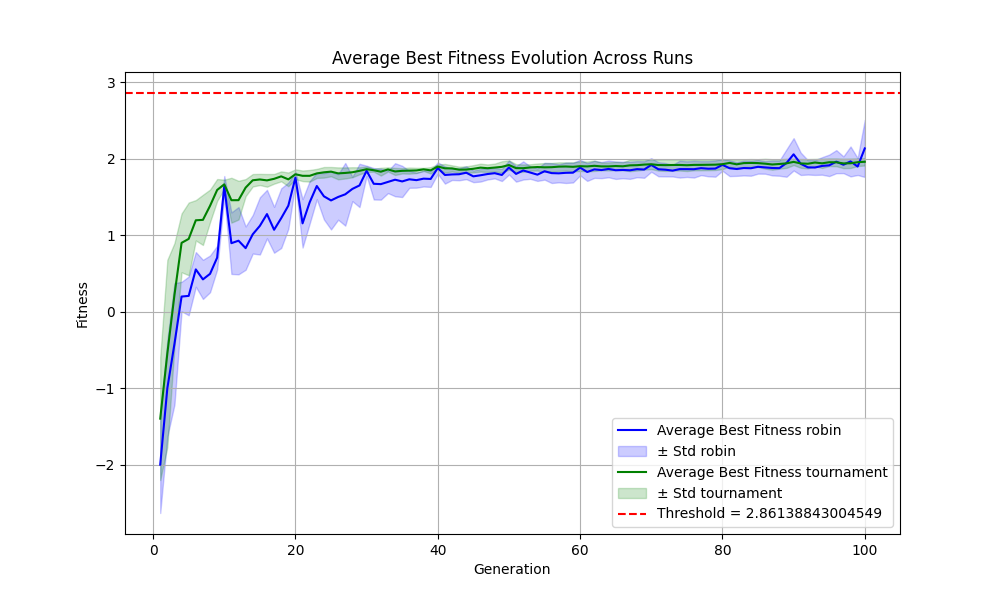 Average Best Fitness Evolution Across Runs
3
2
1
0
−1
−2
Fitness
0
20
40
60
80
100
Generation
Average Best Fitness robin
± Std robin
Average Best Fitness tournament
± Std tournament
Threshold = 2.86138843004549